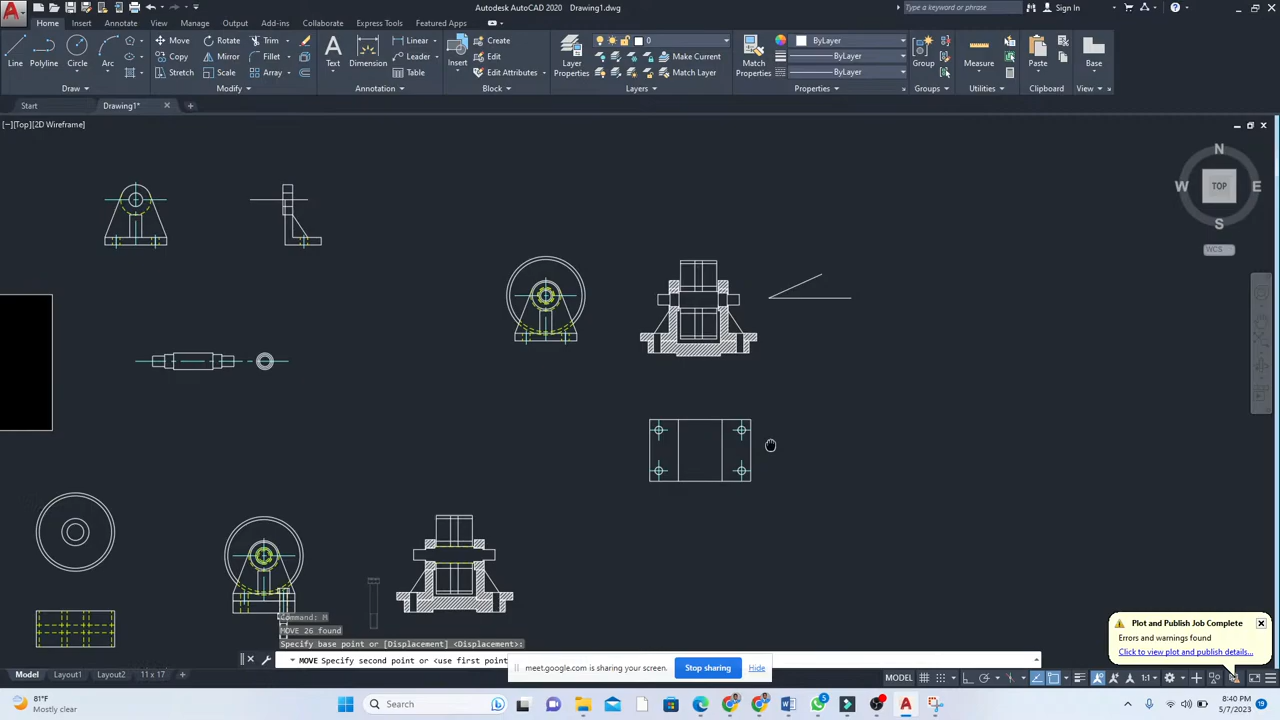 Autodesk AutoCAD 2020 Drawing1.dwg
Type a keyword or phrase
Sign In
Home Insert Annotate View Manage Output Add-ins Collaborate Express Tools Featured Apps
Line Polyline Circle Arc
Move Rotate Trim
Copy Mirror Fillet
Stretch Scale Array
Text Dimension
Linear
Leader
Table
Insert
Create
Edit
Edit Attributes
Layer Properties
0
Make Current
Match Layer
Match Properties
ByLayer
ByLayer
ByLayer
Group
Measure
Paste
Base
Draw Modify Annotation Block Layers Properties Groups Utilities Clipboard View
Start Drawing1*
[−][Top][2D Wireframe]
N
W TOP E
S
WCS
Command: M
MOVE 26 found
Specify base point or [Displacement] <Displacement>:
MOVE Specify second point or <use first point
meet.google.com is sharing your screen. Stop sharing Hide
Plot and Publish Job Complete
Errors and warnings found
Click to view plot and publish details...
Model Layout1 Layout2 11 x 17
MODEL 1:1
81°F
Mostly clear
Search
5
8:40 PM
5/7/2023
19